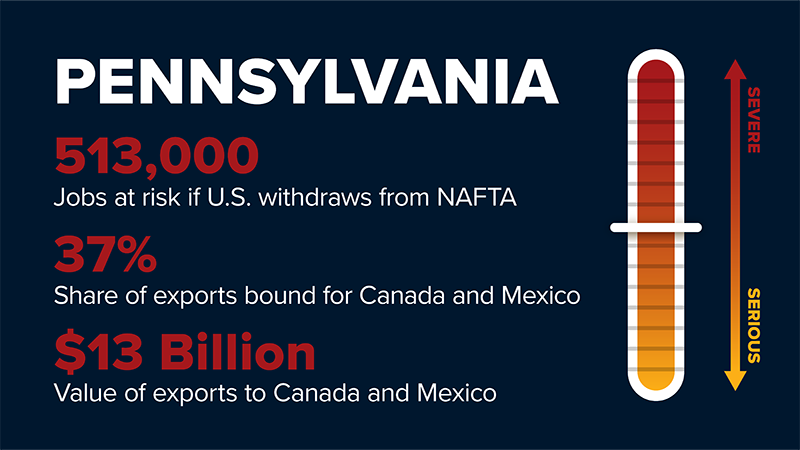 PENNSYLVANIA
513,000
Jobs at risk if U.S. withdraws from NAFTA
37%
Share of exports bound for Canada and Mexico
$13 Billion
Value of exports to Canada and Mexico
SEVERE
SERIOUS